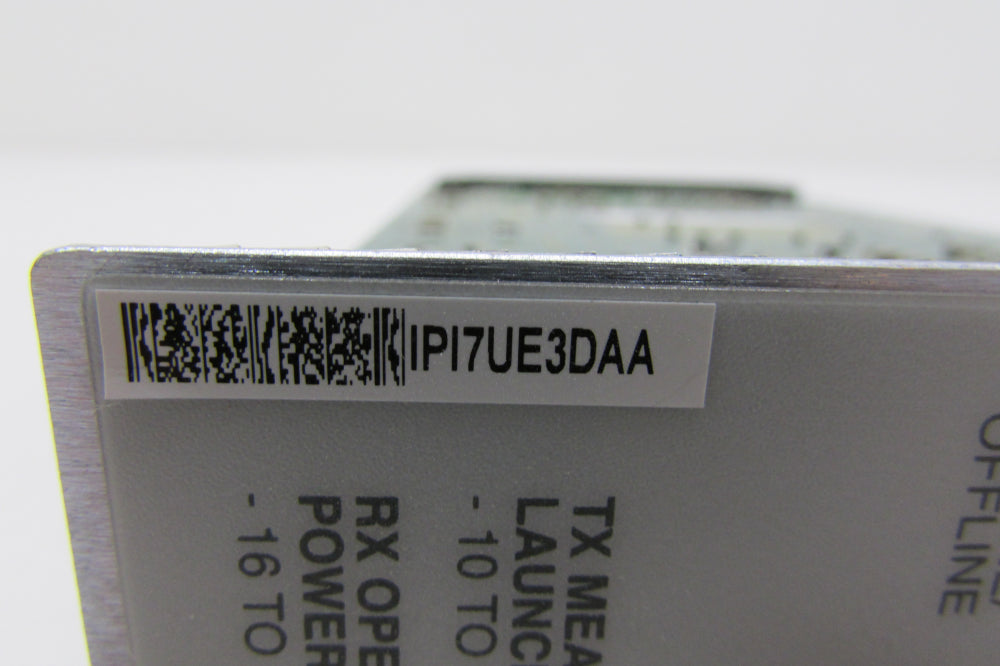 IPI7UE3DAA
OFFLINE
TX MEA
LAUNC
- 10 TO
RX OPE
POWER
- 16 TO